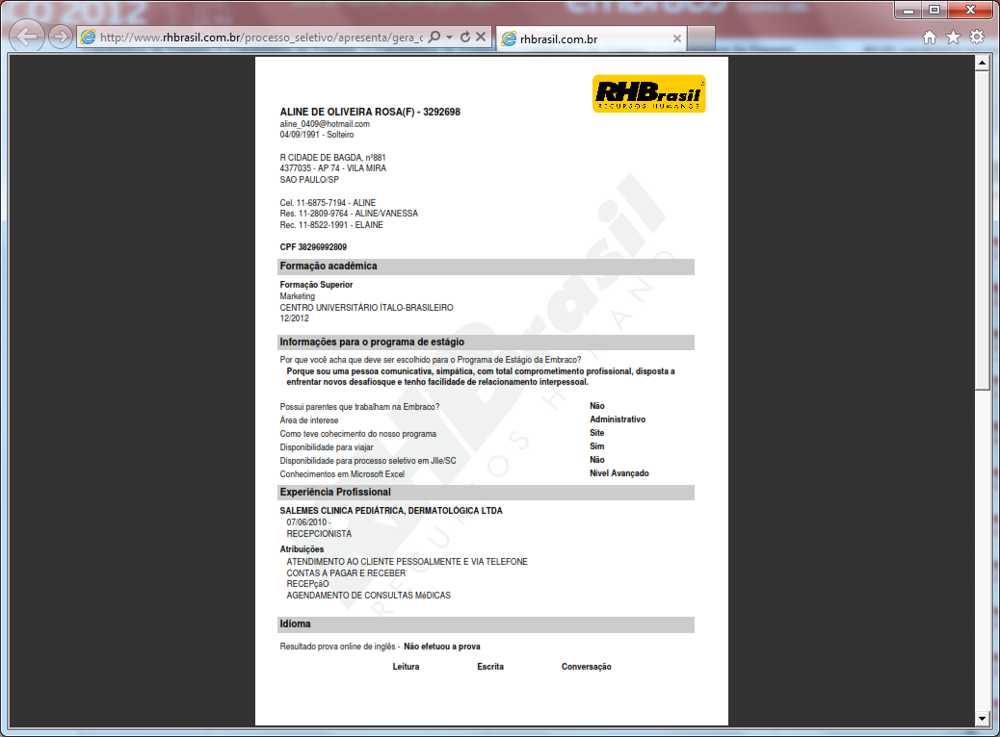 CO 2012
embraco
http://www.rhbrasil.com.br/processo_seletivo/apresenta/gera_c
rhbrasil.com.br
RHBrasil
RECURSOS HUMANOS
ALINE DE OLIVEIRA ROSA(F) - 3292698
aline_0409@hotmail.com
04/09/1991 - Solteiro
R CIDADE DE BAGDA, nº881
4377035 - AP 74 - VILA MIRA
SAO PAULO/SP
Cel. 11-6875-7194 - ALINE
Res. 11-2809-9764 - ALINE/VANESSA
Rec. 11-8522-1991 - ELAINE
CPF 38296992809
Formação acadêmica
Formação Superior
Marketing
CENTRO UNIVERSITÁRIO ÍTALO-BRASILEIRO
12/2012
Informações para o programa de estágio
Por que você acha que deve ser escolhido para o Programa de Estágio da Embraco?
Porque sou uma pessoa comunicativa, simpática, com total comprometimento profissional, disposta a
enfrentar novos desafiosque e tenho facilidade de relacionamento interpessoal.
Possui parentes que trabalham na Embraco? Não
Área de interesse Administrativo
Como teve cohecimento do nosso programa Site
Disponibilidade para viajar Sim
Disponibilidade para processo seletivo em Jlle/SC Não
Conhecimentos em Microsoft Excel Nível Avançado
Experiência Profissional
SALEMES CLINICA PEDIÁTRICA, DERMATOLÓGICA LTDA
07/06/2010 -
RECEPCIONISTA
Atribuições
ATENDIMENTO AO CLIENTE PESSOALMENTE E VIA TELEFONE
CONTAS A PAGAR E RECEBER
RECEPçãO
AGENDAMENTO DE CONSULTAS MéDICAS
Idioma
Resultado prova online de inglês - Não efetuou a prova
Leitura Escrita Conversação
RHBrasil
RECURSOS HUMANOS